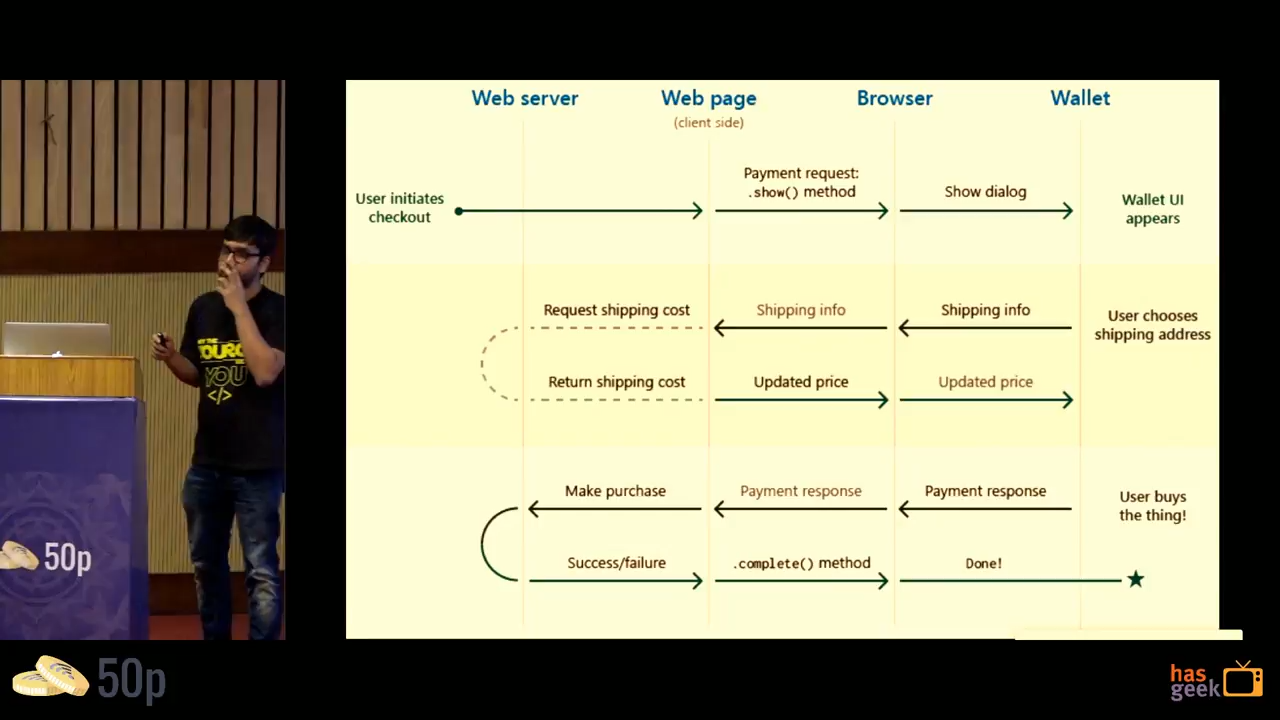 Web server
Web page
(client side)
Browser
Wallet
User initiates
checkout
Payment request:
.show() method
Show dialog
Wallet UI
appears
Request shipping cost
Shipping info
Shipping info
User chooses
shipping address
Return shipping cost
Updated price
Updated price
Make purchase
Payment response
Payment response
User buys
the thing!
Success/failure
.complete() method
Done!
YOU
</>
50p
50p
has
geek